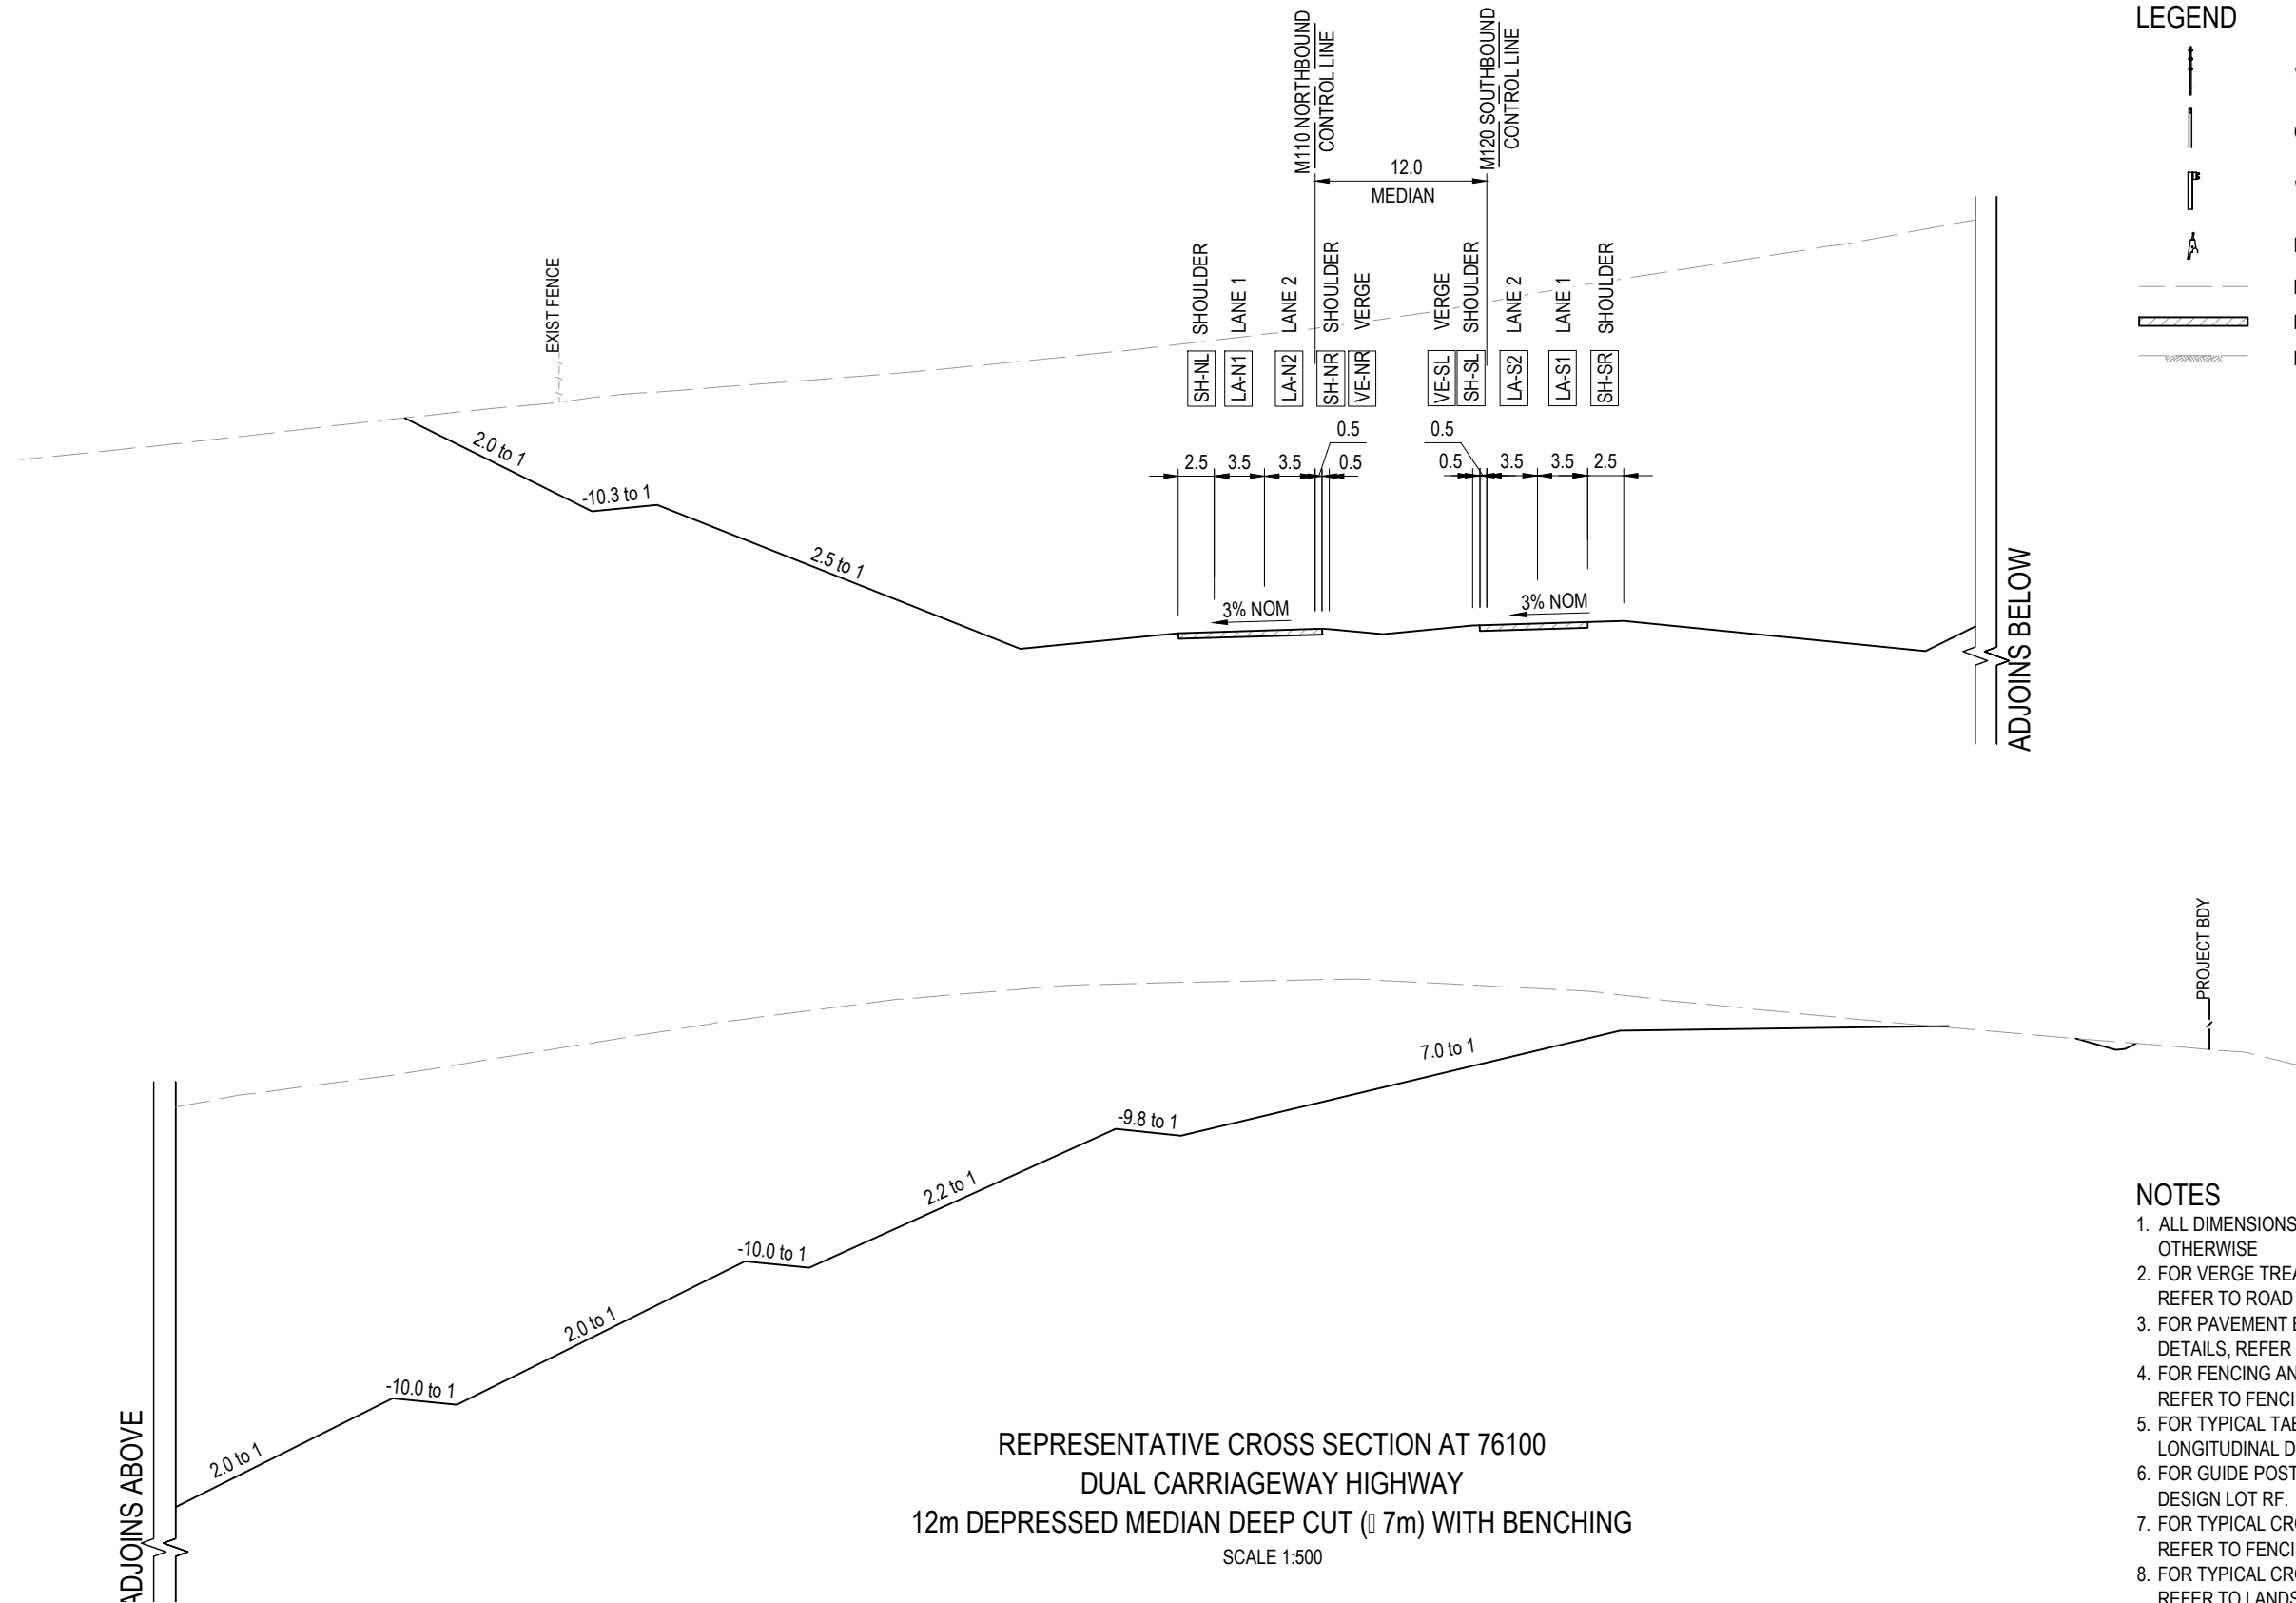 LEGEND
M110 NORTHBOUND
CONTROL LINE
M120 SOUTHBOUND
CONTROL LINE
12.0
MEDIAN
EXIST FENCE
SHOULDER
LANE 1
LANE 2
SHOULDER
VERGE
VERGE
SHOULDER
LANE 2
LANE 1
SHOULDER
SH-NL
LA-N1
LA-N2
SH-NR
VE-NR
VE-SL
SH-SL
LA-S2
LA-S1
SH-SR
0.5
0.5
2.5
3.5
3.5
0.5
0.5
3.5
3.5
2.5
2.0 to 1
-10.3 to 1
2.5 to 1
3% NOM
3% NOM
ADJOINS BELOW
PROJECT BDY
7.0 to 1
-9.8 to 1
2.2 to 1
-10.0 to 1
2.0 to 1
-10.0 to 1
2.0 to 1
ADJOINS ABOVE
REPRESENTATIVE CROSS SECTION AT 76100
DUAL CARRIAGEWAY HIGHWAY
12m DEPRESSED MEDIAN DEEP CUT (▯ 7m) WITH BENCHING
SCALE 1:500
NOTES
1. ALL DIMENSIONS
OTHERWISE
2. FOR VERGE TREA
REFER TO ROAD
3. FOR PAVEMENT
DETAILS, REFER
4. FOR FENCING AN
REFER TO FENCI
5. FOR TYPICAL TA
LONGITUDINAL D
6. FOR GUIDE POST
DESIGN LOT RF.
7. FOR TYPICAL CR
REFER TO FENCI
8. FOR TYPICAL CR
REFER TO LANDS